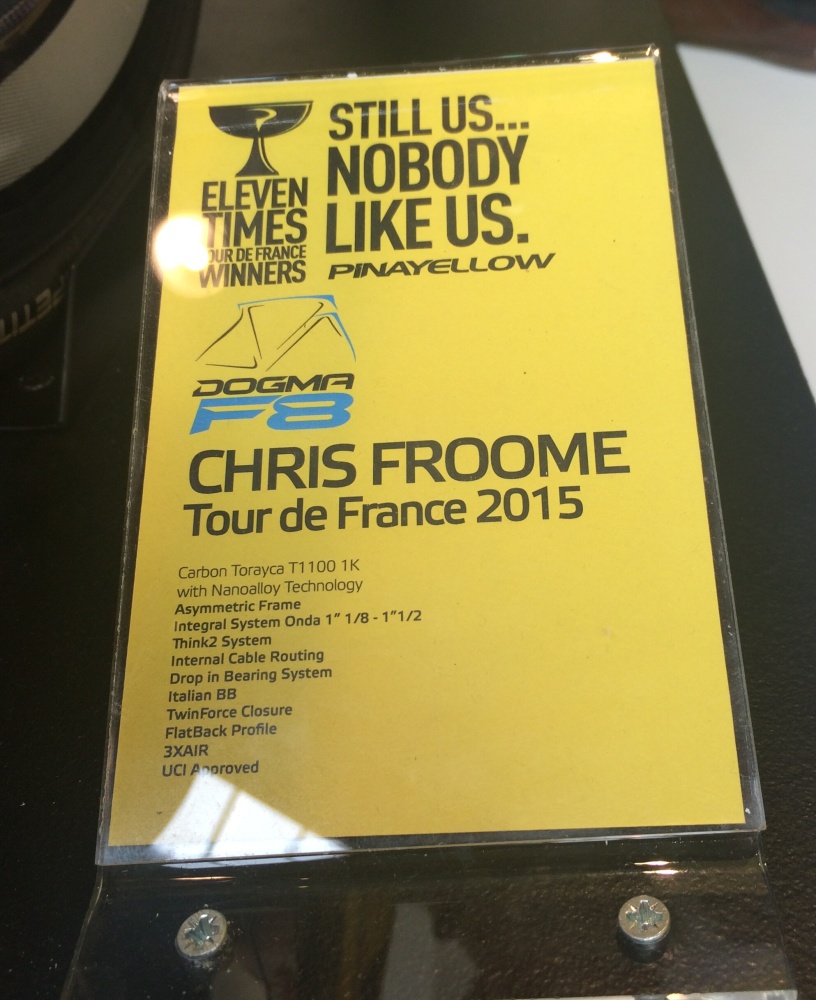 ELEVEN
TIMES
TOUR DE FRANCE
WINNERS
STILL US...
NOBODY
LIKE US.
PINAYELLOW
DOGMA
F8
CHRIS FROOME
Tour de France 2015
Carbon Torayca T1100 1K
with Nanoalloy Technology
Asymmetric Frame
Integral System Onda 1" 1/8 - 1"1/2
Think2 System
Internal Cable Routing
Drop in Bearing System
Italian BB
TwinForce Closure
FlatBack Profile
3XAIR
UCI Approved